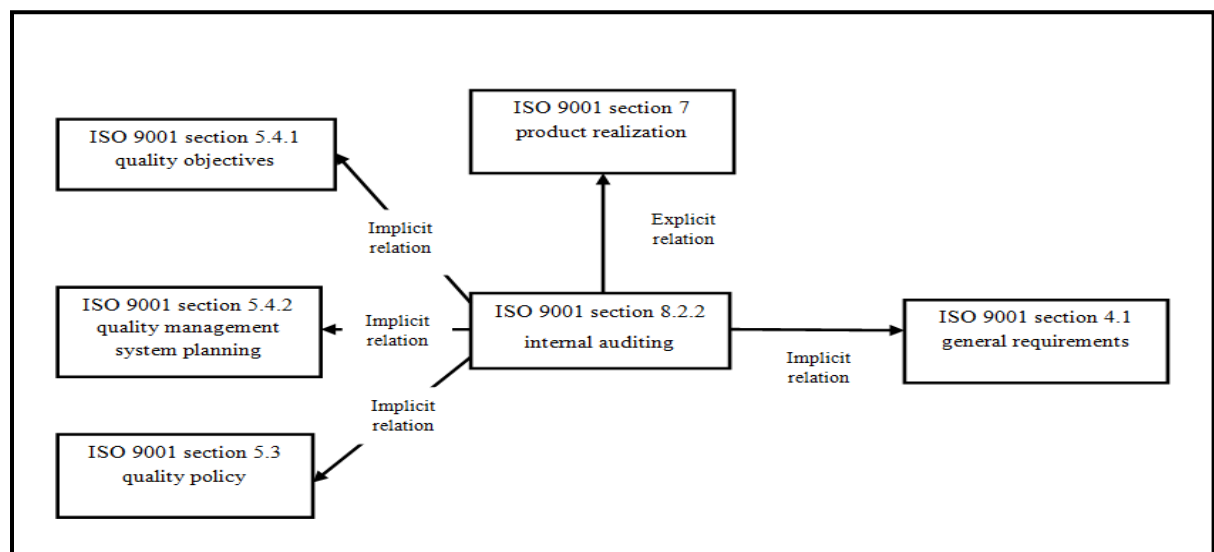 ISO 9001 section 7
product realization
ISO 9001 section 5.4.1
quality objectives
Implicit
relation
Explicit
relation
ISO 9001 section 5.4.2
quality management
system planning
Implicit
relation
ISO 9001 section 8.2.2
internal auditing
ISO 9001 section 4.1
general requirements
Implicit
relation
Implicit
relation
ISO 9001 section 5.3
quality policy